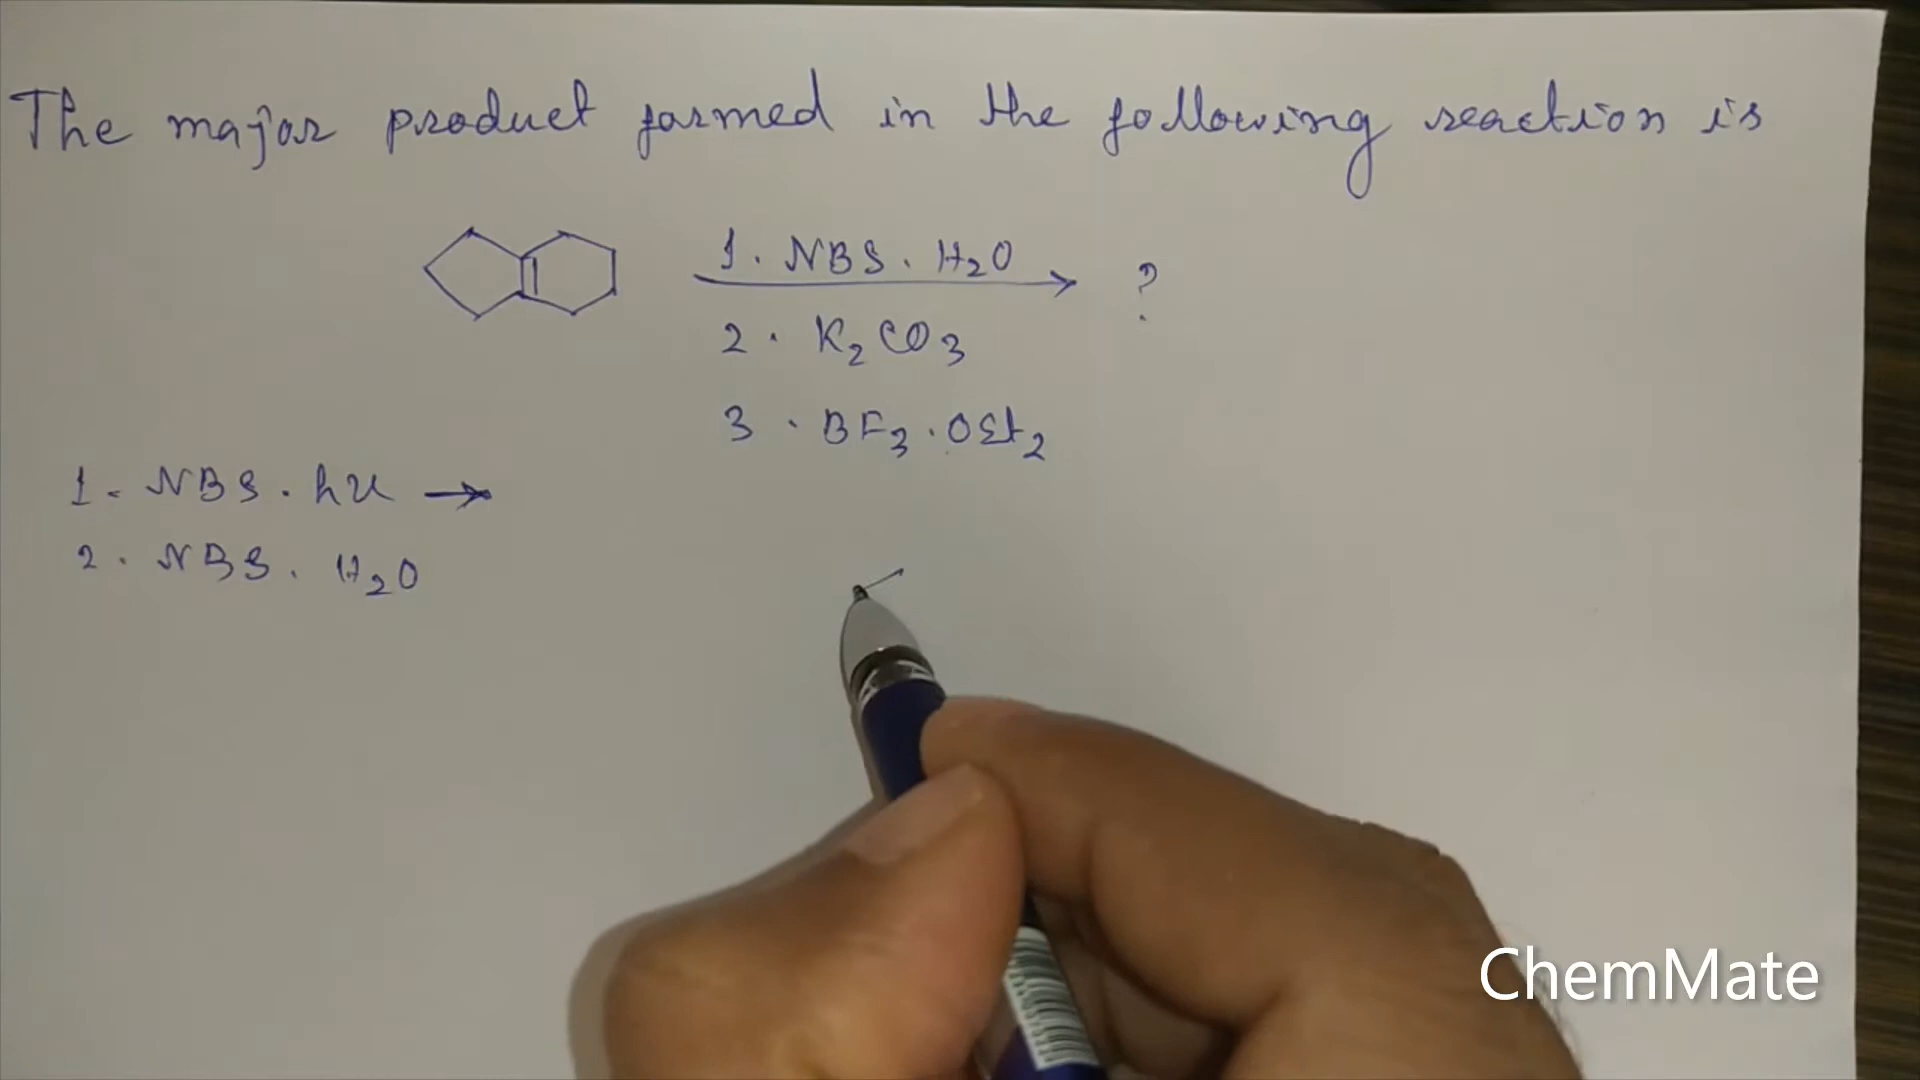 The major product formed in the following reaction is
1. NBS. H2O
?
2. K2CO3
3. BF3.OEt2
1. NBS. hν →
2. NBS. H2O
ChemMate